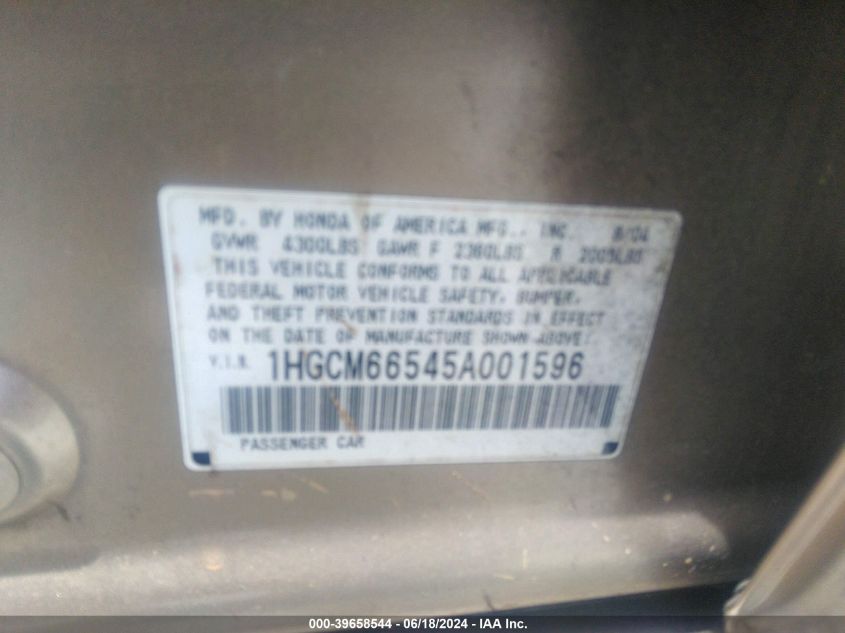 MFD. BY HONDA OF AMERICA MFG., INC. 8/04
GVWR 4300LBS GAWR F 2360LBS R 2005LBS
THIS VEHICLE CONFORMS TO ALL APPLICABLE
FEDERAL MOTOR VEHICLE SAFETY, BUMPER,
AND THEFT PREVENTION STANDARDS IN EFFECT
ON THE DATE OF MANUFACTURE SHOWN ABOVE.
V.I.N. 1HGCM66545A001596
PASSENGER CAR
000-39658544 - 06/18/2024 - IAA Inc.